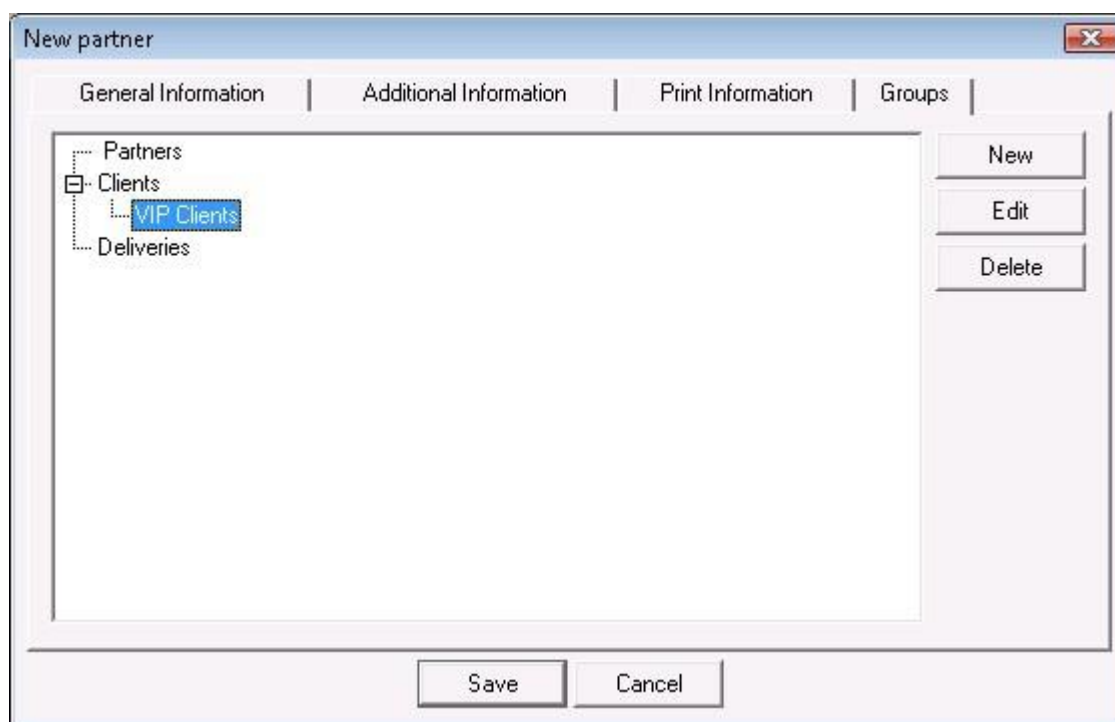 New partner
General Information | Additional Information | Print Information | Groups |
Partners
New
Clients
VIP Clients
Edit
Deliveries
Delete
Save
Cancel